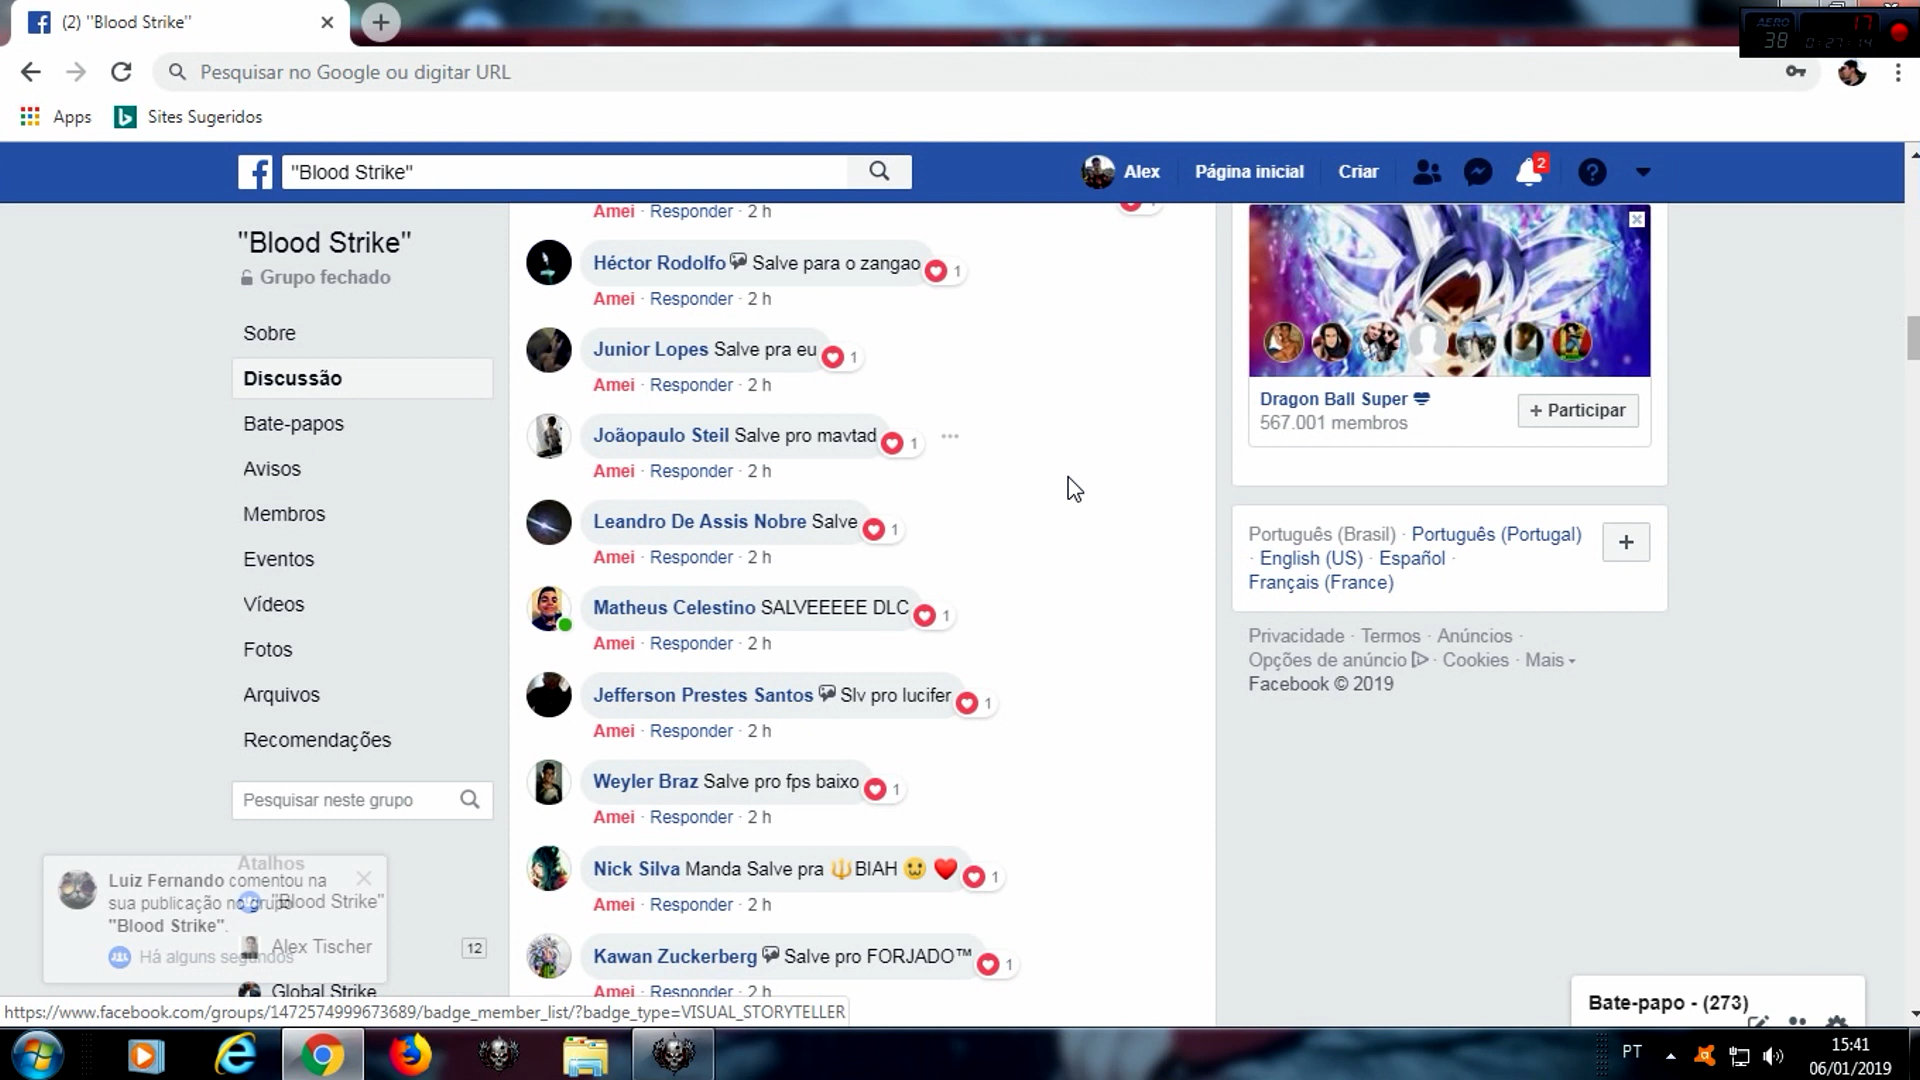 (2) "Blood Strike"
AERO
38
17
0:27:14
Pesquisar no Google ou digitar URL
Apps
Sites Sugeridos
"Blood Strike"
Alex
Página inicial
Criar
2
"Blood Strike"
Grupo fechado
Sobre
Discussão
Bate-papos
Avisos
Membros
Eventos
Vídeos
Fotos
Arquivos
Recomendações
Pesquisar neste grupo
Atalhos
"Blood Strike"
Alex Tischer
12
Global Strike
Luiz Fernando comentou na
sua publicação no grupo
"Blood Strike".
Há alguns segundos
Amei · Responder · 2 h
Héctor Rodolfo Salve para o zangao 1
Amei · Responder · 2 h
Junior Lopes Salve pra eu 1
Amei · Responder · 2 h
Joãopaulo Steil Salve pro mavtad 1
Amei · Responder · 2 h
Leandro De Assis Nobre Salve 1
Amei · Responder · 2 h
Matheus Celestino SALVEEEEE DLC 1
Amei · Responder · 2 h
Jefferson Prestes Santos Slv pro lucifer 1
Amei · Responder · 2 h
Weyler Braz Salve pro fps baixo 1
Amei · Responder · 2 h
Nick Silva Manda Salve pra 🔱BIAH 🙂 ❤️ 1
Amei · Responder · 2 h
Kawan Zuckerberg Salve pro FORJADO™ 1
Amei · Responder · 2 h
Dragon Ball Super
567.001 membros
+ Participar
Português (Brasil) · Português (Portugal)
· English (US) · Español ·
Français (France)
+
Privacidade · Termos · Anúncios ·
Opções de anúncio · Cookies · Mais
Facebook © 2019
Bate-papo - (273)
https://www.facebook.com/groups/1472574999673689/badge_member_list/?badge_type=VISUAL_STORYTELLER
PT
15:41
06/01/2019